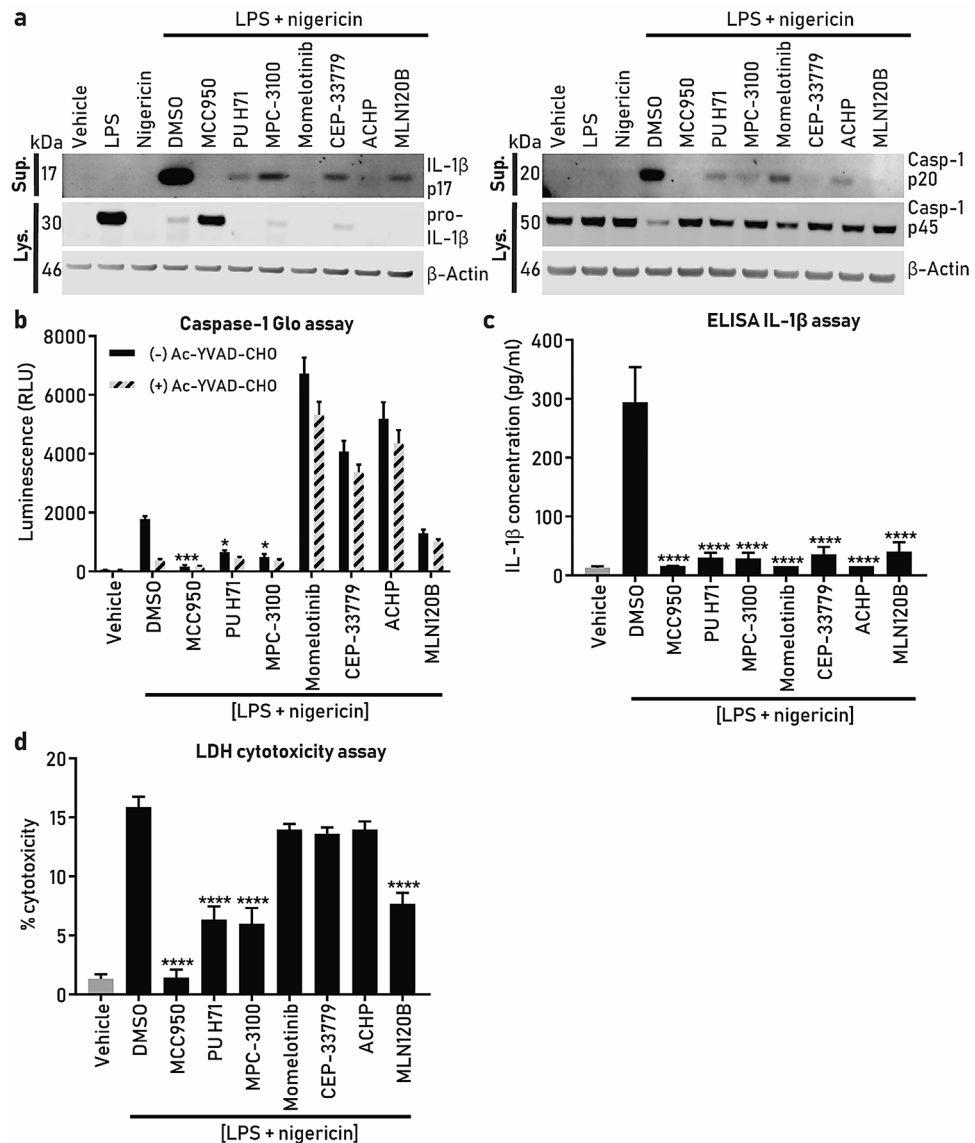 a
LPS + nigericin
kDa
Vehicle
LPS
Nigericin
DMSO
MCC950
PU H71
MPC-3100
Momelotinib
CEP-33779
ACHP
MLN120B
Sup.
17
IL-1β
p17
Lys.
30
pro-
IL-1β
46
β-Actin
LPS + nigericin
kDa
Vehicle
LPS
Nigericin
DMSO
MCC950
PU H71
MPC-3100
Momelotinib
CEP-33779
ACHP
MLN120B
Sup.
20
Casp-1
p20
Lys.
50
Casp-1
p45
46
β-Actin
b
Caspase-1 Glo assay
(-) Ac-YVAD-CHO
(+) Ac-YVAD-CHO
Luminescence (RLU)
8000
6000
4000
2000
0
***
*
*
Vehicle
DMSO
MCC950
PU H71
MPC-3100
Momelotinib
CEP-33779
ACHP
MLN120B
[LPS + nigericin]
c
ELISA IL-1β assay
IL-1β concentration (pg/ml)
400
300
200
100
0
****
****
****
****
****
****
****
Vehicle
DMSO
MCC950
PU H71
MPC-3100
Momelotinib
CEP-33779
ACHP
MLN120B
[LPS + nigericin]
d
LDH cytotoxicity assay
% cytotoxicity
20
15
10
5
0
****
****
****
****
Vehicle
DMSO
MCC950
PU H71
MPC-3100
Momelotinib
CEP-33779
ACHP
MLN120B
[LPS + nigericin]